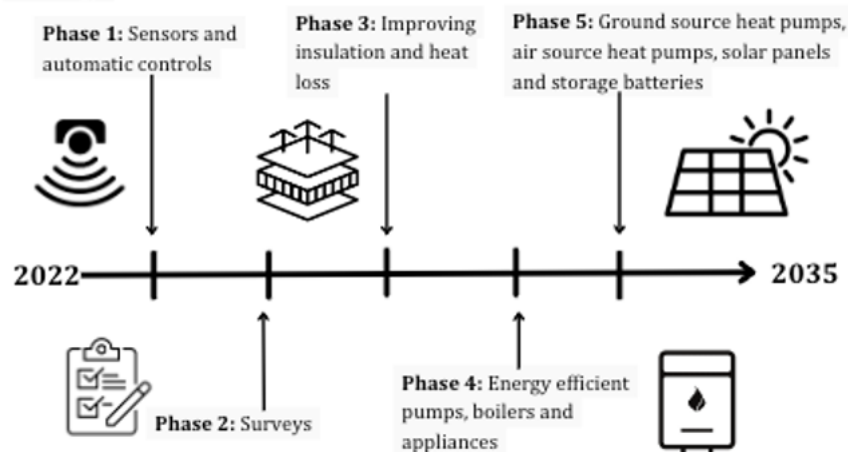 Phase 1: Sensors and
automatic controls
Phase 3: Improving
insulation and heat
loss
Phase 5: Ground source heat pumps,
air source heat pumps, solar panels
and storage batteries
2022
2035
Phase 2: Surveys
Phase 4: Energy efficient
pumps, boilers and
appliances